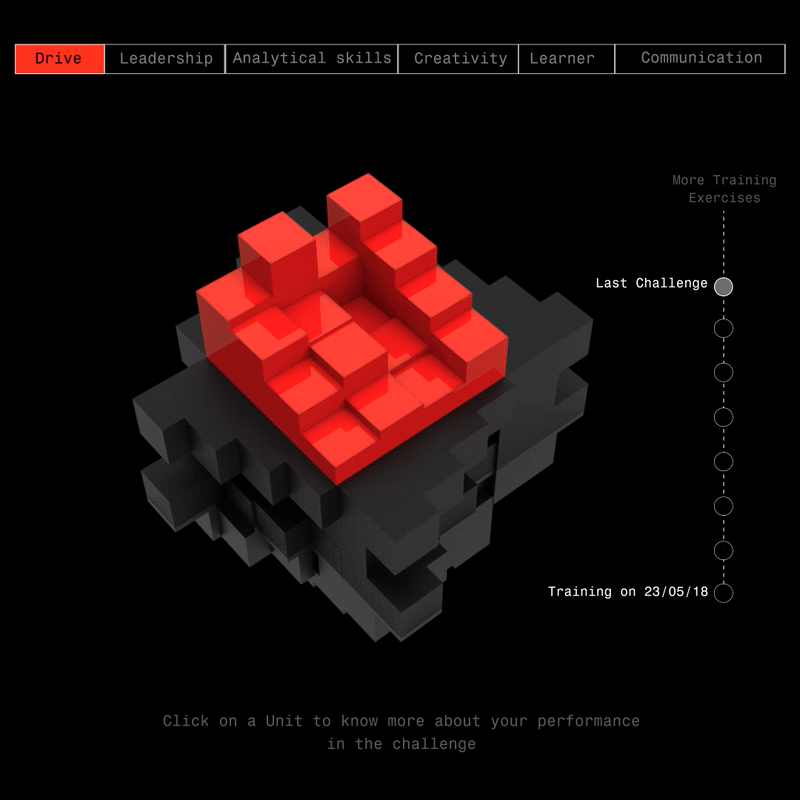 Drive Leadership Analytical skills Creativity Learner Communication
More Training
Exercises
Last Challenge
Training on 23/05/18
Click on a Unit to know more about your performance
in the challenge